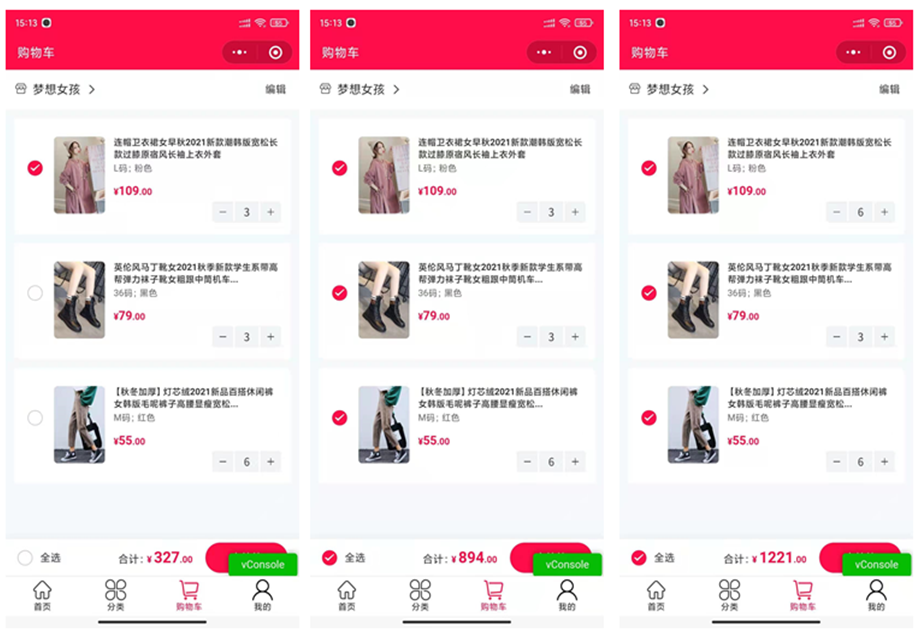 15:13
购物车
梦想女孩
编辑
连帽卫衣裙女早秋2021新款潮韩版宽松长
款过膝原宿风长袖上衣外套
L码; 粉色
¥109.00
− 3 +
英伦风马丁靴女2021秋季新款学生系带高
帮弹力袜子靴女粗跟中筒机车...
36码; 黑色
¥79.00
− 3 +
【秋冬加厚】灯芯绒2021新品百搭休闲裤
女韩版毛呢裤子高腰显瘦宽松...
M码; 红色
¥55.00
− 6 +
全选
合计: ¥327.00
vConsole
首页
分类
购物车
我的
15:13
购物车
梦想女孩
编辑
连帽卫衣裙女早秋2021新款潮韩版宽松长
款过膝原宿风长袖上衣外套
L码; 粉色
¥109.00
− 3 +
英伦风马丁靴女2021秋季新款学生系带高
帮弹力袜子靴女粗跟中筒机车...
36码; 黑色
¥79.00
− 3 +
【秋冬加厚】灯芯绒2021新品百搭休闲裤
女韩版毛呢裤子高腰显瘦宽松...
M码; 红色
¥55.00
− 6 +
全选
合计: ¥894.00
vConsole
首页
分类
购物车
我的
15:13
购物车
梦想女孩
编辑
连帽卫衣裙女早秋2021新款潮韩版宽松长
款过膝原宿风长袖上衣外套
L码; 粉色
¥109.00
− 6 +
英伦风马丁靴女2021秋季新款学生系带高
帮弹力袜子靴女粗跟中筒机车...
36码; 黑色
¥79.00
− 3 +
【秋冬加厚】灯芯绒2021新品百搭休闲裤
女韩版毛呢裤子高腰显瘦宽松...
M码; 红色
¥55.00
− 6 +
全选
合计: ¥1221.00
vConsole
首页
分类
购物车
我的